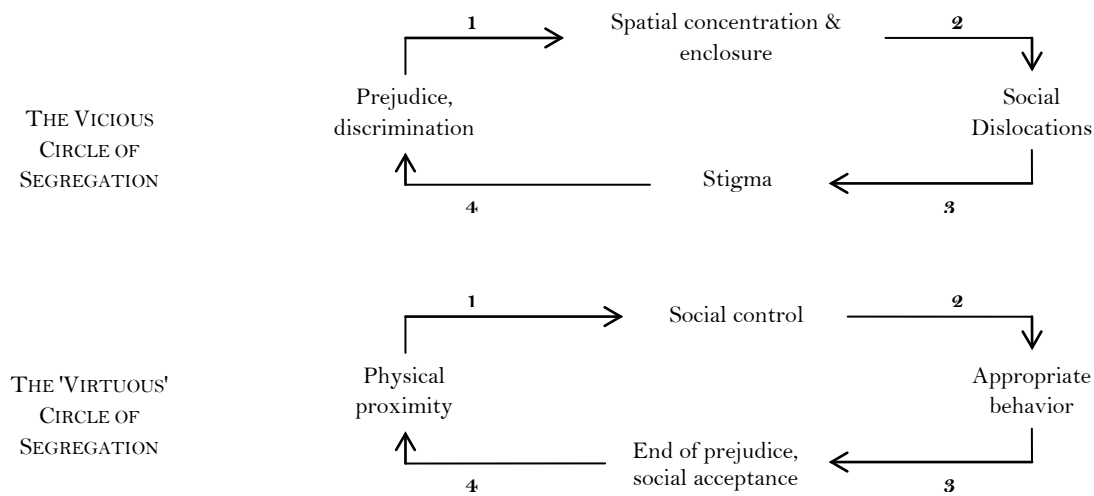 1
Spatial concentration &
enclosure
2
Prejudice,
discrimination
Social
Dislocations
THE VICIOUS
CIRCLE OF
SEGREGATION
Stigma
4
3
1
Social control
2
Physical
proximity
Appropriate
behavior
THE 'VIRTUOUS'
CIRCLE OF
SEGREGATION
End of prejudice,
social acceptance
4
3